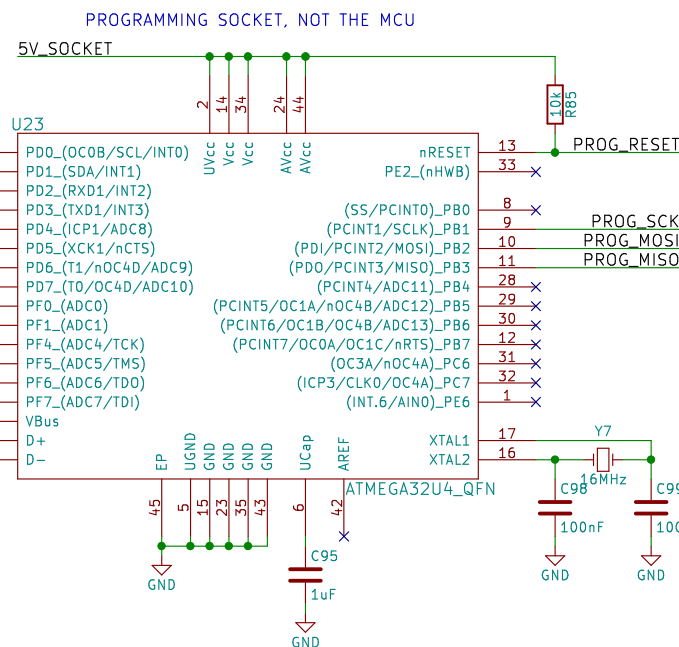 PROGRAMMING SOCKET, NOT THE MCU
5V_SOCKET
2
14
34
24
44
10k
R85
U23
UVcc
Vcc
Vcc
AVcc
AVcc
PD0_(OC0B/SCL/INT0)
PD1_(SDA/INT1)
PD2_(RXD1/INT2)
PD3_(TXD1/INT3)
PD4_(ICP1/ADC8)
PD5_(XCK1/nCTS)
PD6_(T1/nOC4D/ADC9)
PD7_(T0/OC4D/ADC10)
PF0_(ADC0)
PF1_(ADC1)
PF4_(ADC4/TCK)
PF5_(ADC5/TMS)
PF6_(ADC6/TDO)
PF7_(ADC7/TDI)
VBus
D+
D-
nRESET 13 PROG_RESET
PE2_(nHWB) 33
(SS/PCINT0)_PB0 8
(PCINT1/SCLK)_PB1 9 PROG_SCK
(PDI/PCINT2/MOSI)_PB2 10 PROG_MOSI
(PDO/PCINT3/MISO)_PB3 11 PROG_MISO
(PCINT4/ADC11)_PB4 28
(PCINT5/OC1A/nOC4B/ADC12)_PB5 29
(PCINT6/OC1B/OC4B/ADC13)_PB6 30
(PCINT7/OC0A/OC1C/nRTS)_PB7 12
(OC3A/nOC4A)_PC6 31
(ICP3/CLK0/OC4A)_PC7 32
(INT.6/AIN0)_PE6 1
XTAL1 17
XTAL2 16
Y7
16MHz
EP
UGND
GND
GND
GND
GND
UCap
AREF
ATMEGA32U4_QFN
45
5
15
23
35
43
6
42
C98
100nF
GND
C99
100
GND
GND
C95
1uF
GND